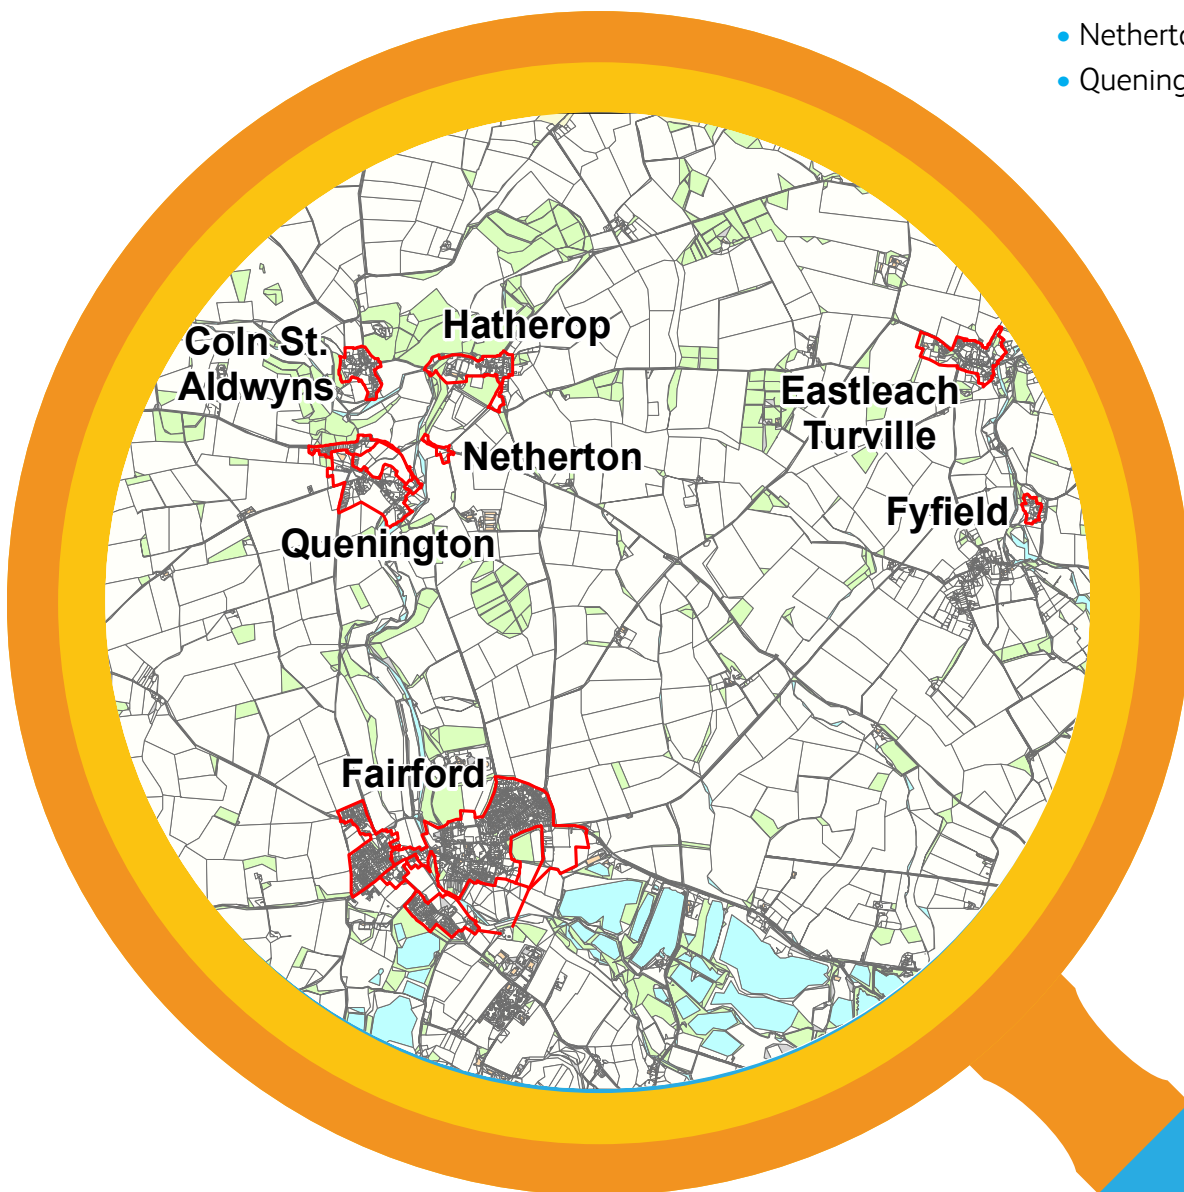 Hatherop
Coln St.
Aldwyns
Eastleach
Turville
Netherton
Fyfield
Quenington
Fairford